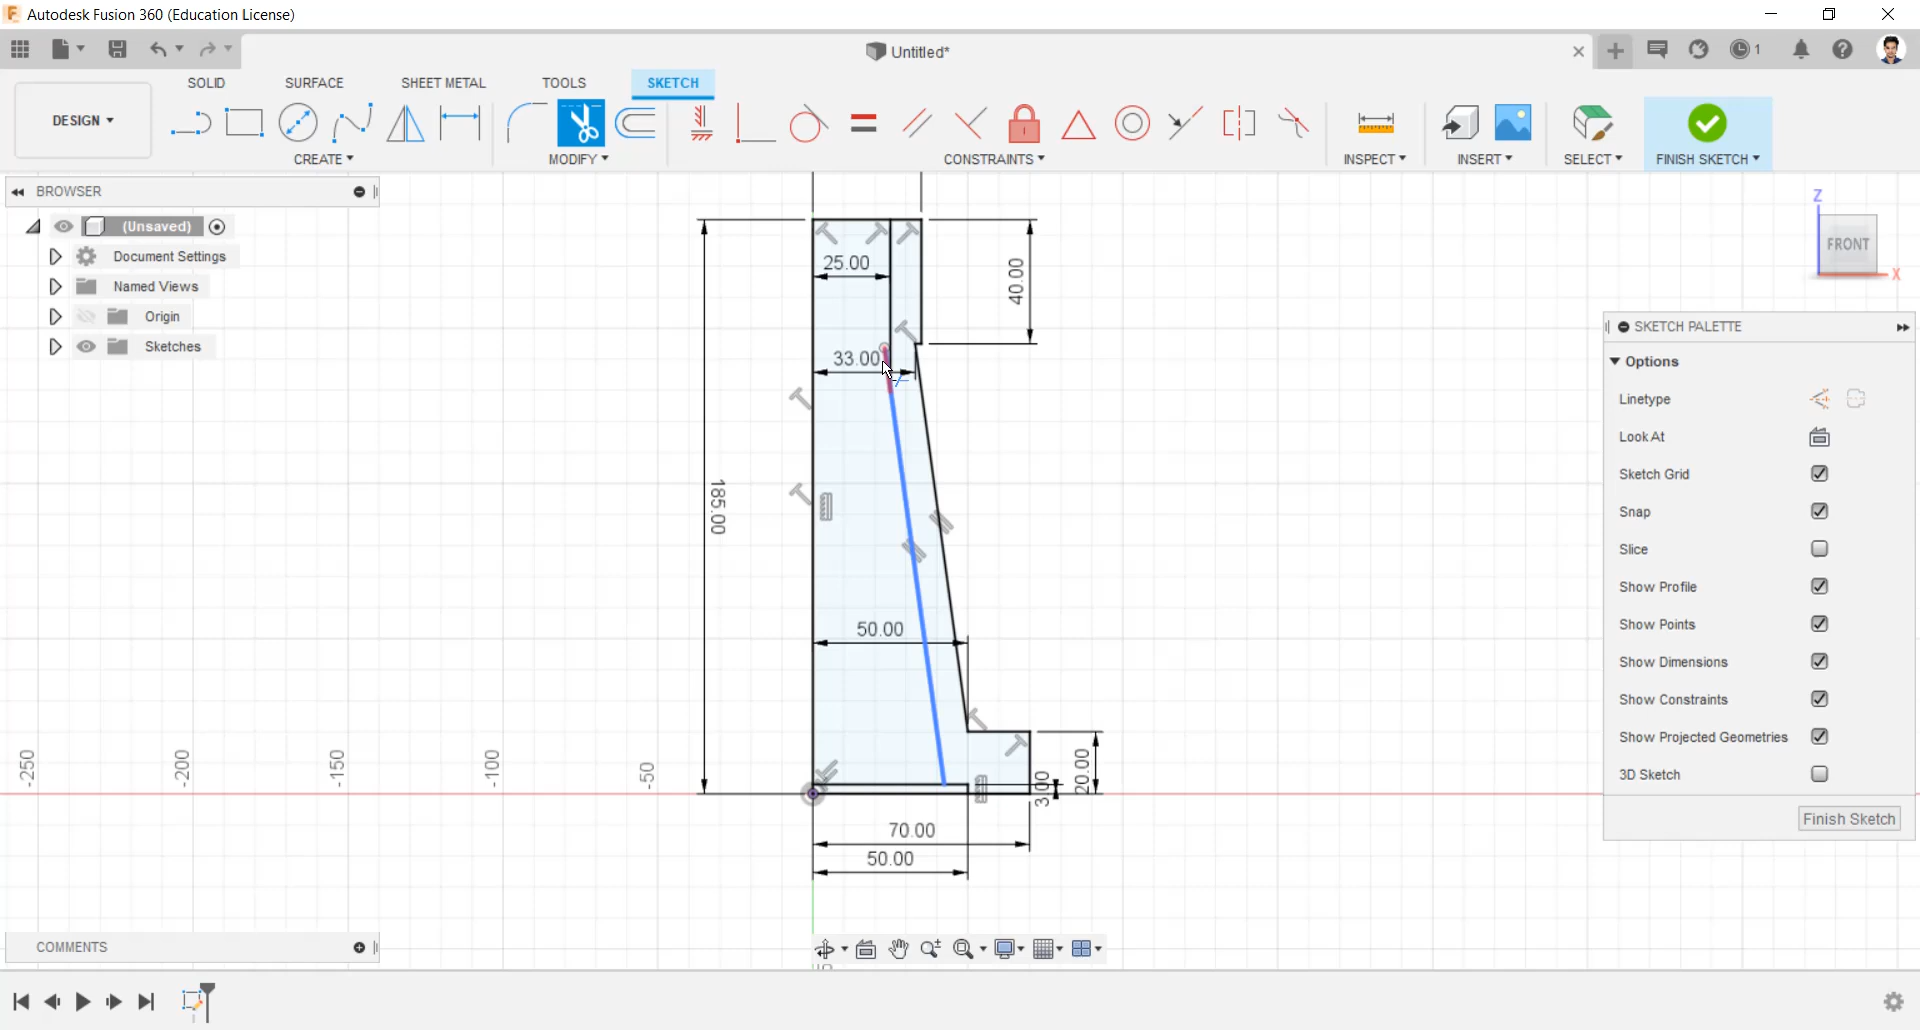 Autodesk Fusion 360 (Education License)
Untitled*
1
SOLID
SURFACE
SHEET METAL
TOOLS
SKETCH
DESIGN
CREATE
MODIFY
CONSTRAINTS
INSPECT
INSERT
SELECT
FINISH SKETCH
BROWSER
(Unsaved)
Document Settings
Named Views
Origin
Sketches
Z
FRONT
X
25.00
40.00
33.00
185.00
50.00
20.00
3.00
70.00
50.00
-250
-200
-150
-100
-50
SKETCH PALETTE
Options
Linetype
Look At
Sketch Grid
Snap
Slice
Show Profile
Show Points
Show Dimensions
Show Constraints
Show Projected Geometries
3D Sketch
Finish Sketch
COMMENTS